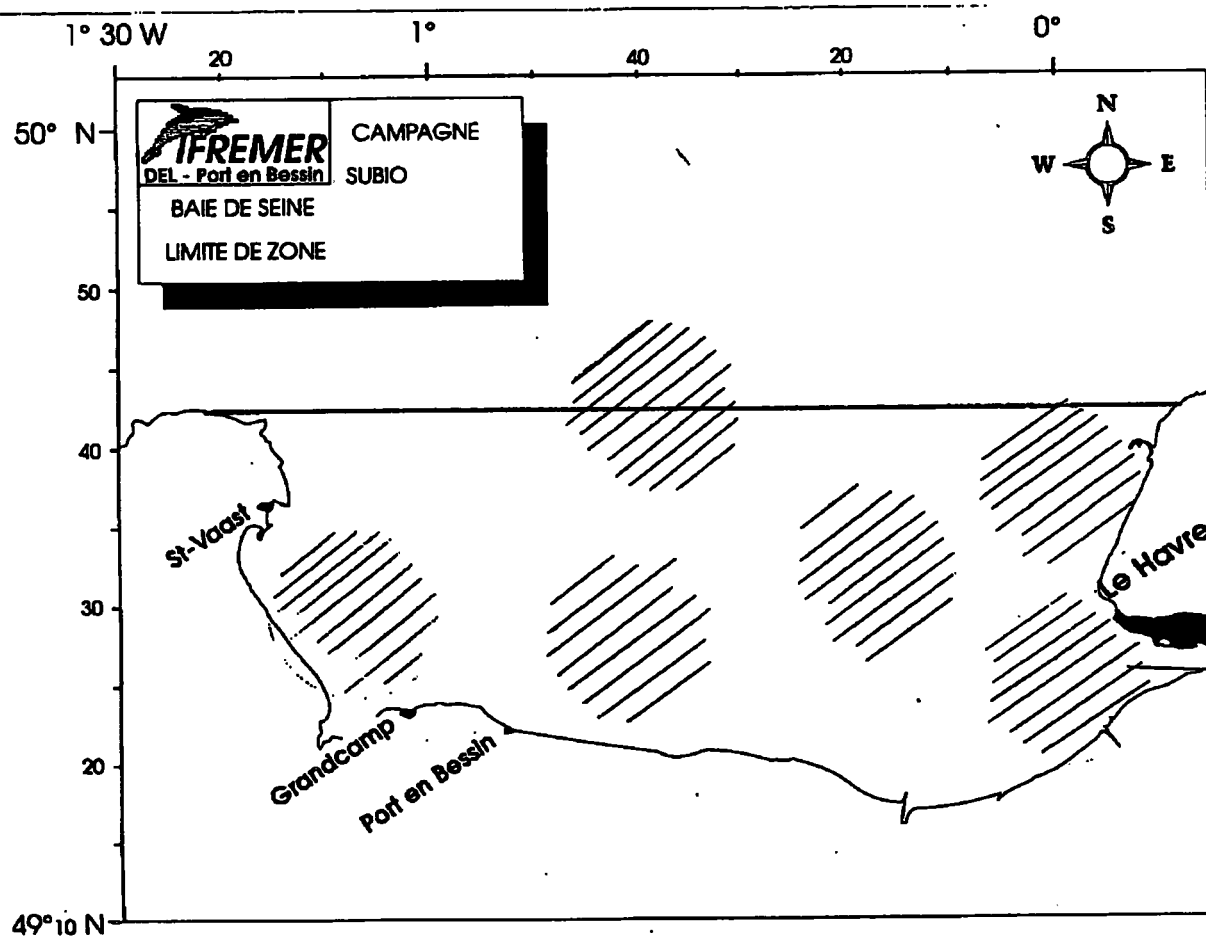 1° 30 W 1° 0°
20 40 20
50° N
IFREMER
DEL - Port en Bessin
CAMPAGNE
SUBIO
BAIE DE SEINE
LIMITE DE ZONE
N
W E
S
50
40
St-Vaast
Le Havre
30
Grandcamp
Port en Bessin
20
49° 10 N